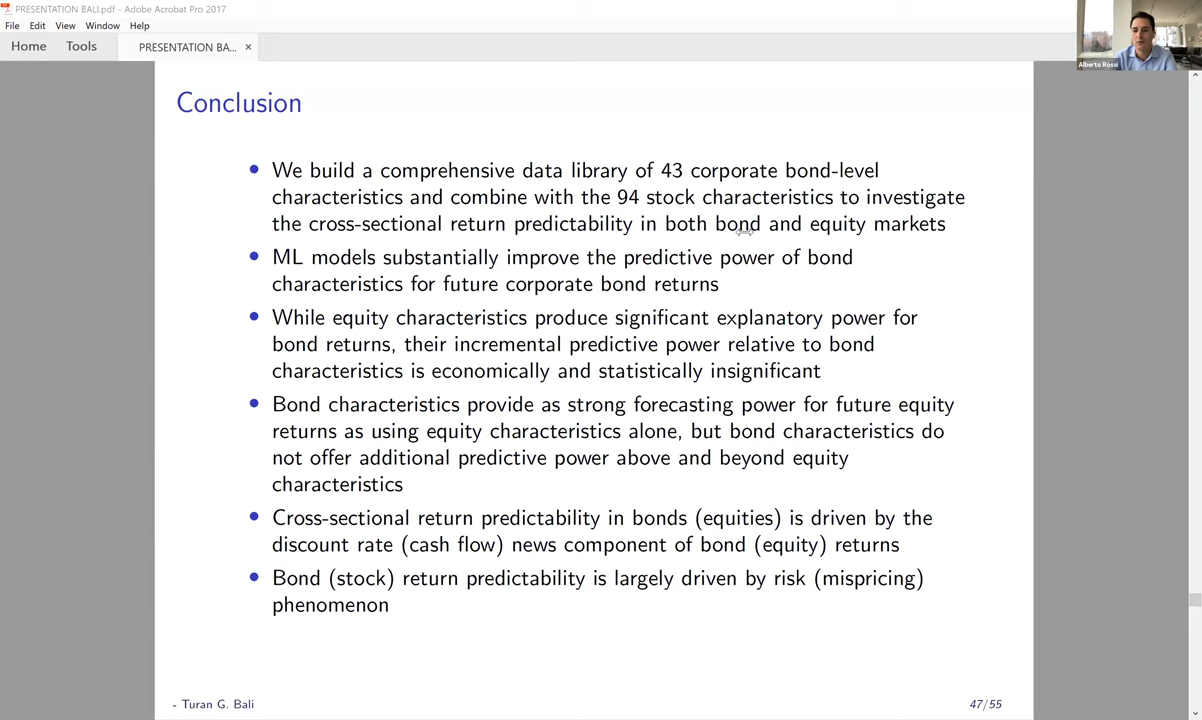 PRESENTATION BALI.pdf - Adobe Acrobat Pro 2017
File Edit View Window Help
Home Tools PRESENTATION BA... ×
Alberto Rossi
Conclusion
• We build a comprehensive data library of 43 corporate bond-level
characteristics and combine with the 94 stock characteristics to investigate
the cross-sectional return predictability in both bond and equity markets
• ML models substantially improve the predictive power of bond
characteristics for future corporate bond returns
• While equity characteristics produce significant explanatory power for
bond returns, their incremental predictive power relative to bond
characteristics is economically and statistically insignificant
• Bond characteristics provide as strong forecasting power for future equity
returns as using equity characteristics alone, but bond characteristics do
not offer additional predictive power above and beyond equity
characteristics
• Cross-sectional return predictability in bonds (equities) is driven by the
discount rate (cash flow) news component of bond (equity) returns
• Bond (stock) return predictability is largely driven by risk (mispricing)
phenomenon
- Turan G. Bali
47/55